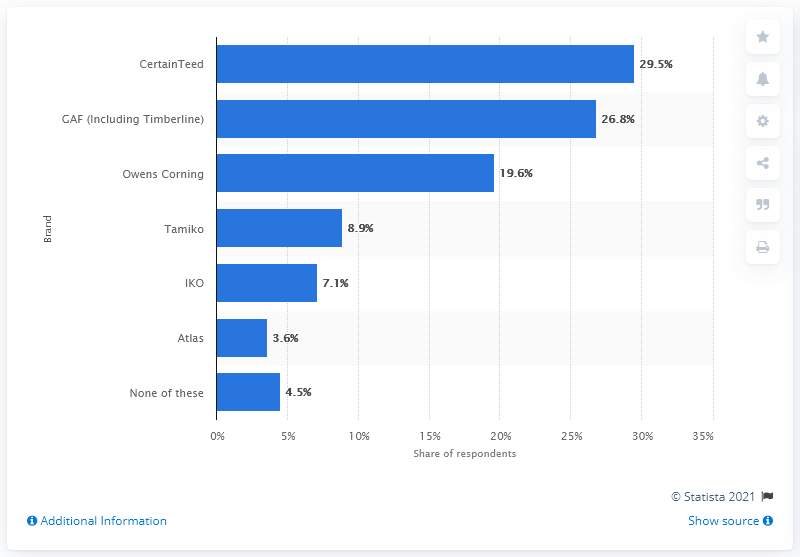 CertainTeed
29.5%
GAF (Including Timberline)
26.8%
Owens Corning
19.6%
Tamiko
8.9%
IKO
7.1%
Atlas
3.6%
None of these
4.5%
Brand
0% 5% 10% 15% 20% 25% 30% 35%
Share of respondents
© Statista 2021
Additional Information
Show source